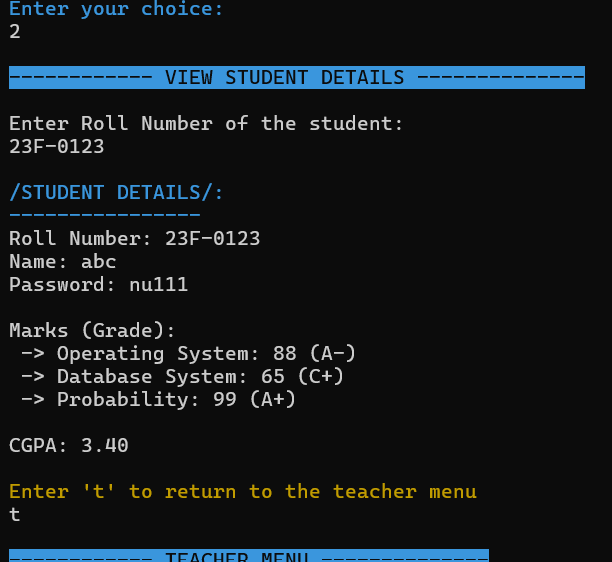 Enter your choice:
2
------------ VIEW STUDENT DETAILS --------------
Enter Roll Number of the student:
23F-0123
/STUDENT DETAILS/:
----------------
Roll Number: 23F-0123
Name: abc
Password: nu111
Marks (Grade):
-> Operating System: 88 (A-)
-> Database System: 65 (C+)
-> Probability: 99 (A+)
CGPA: 3.40
Enter 't' to return to the teacher menu
t
------------ TEACHER MENU --------------